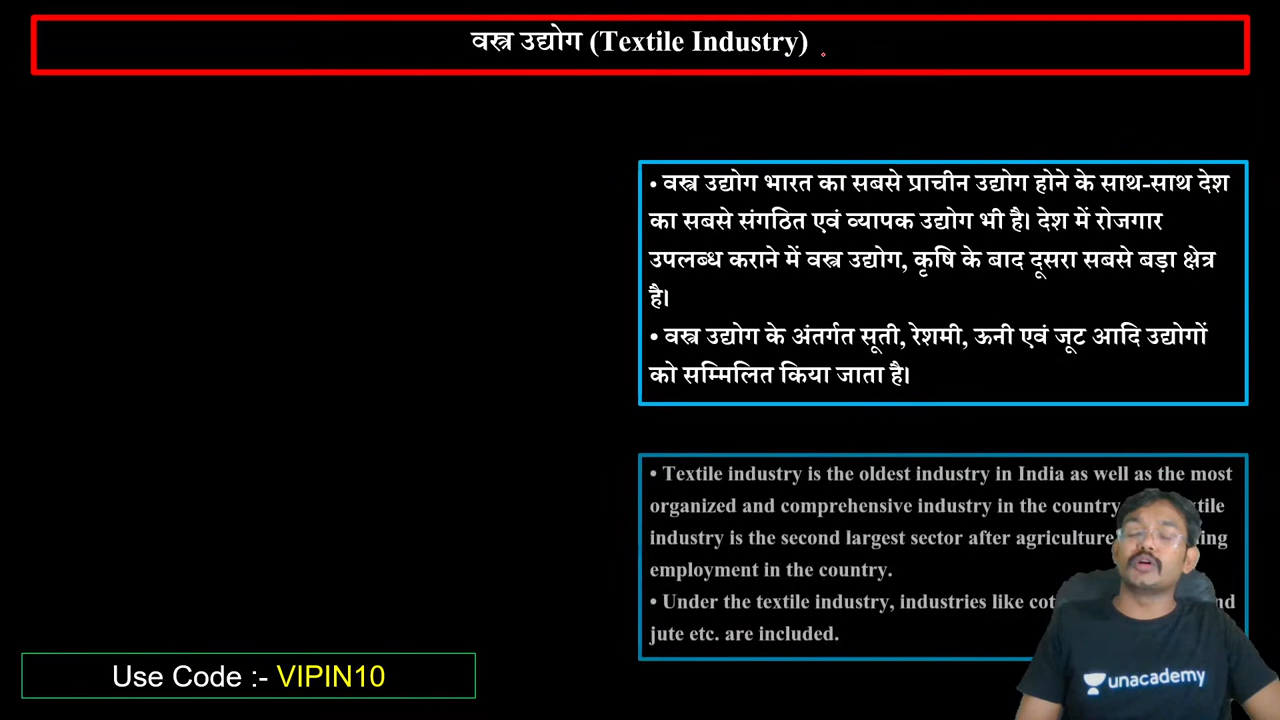 वस्त्र उद्योग (Textile Industry)
• वस्त्र उद्योग भारत का सबसे प्राचीन उद्योग होने के साथ-साथ देश
का सबसे संगठित एवं व्यापक उद्योग भी है। देश में रोजगार
उपलब्ध कराने में वस्त्र उद्योग, कृषि के बाद दूसरा सबसे बड़ा क्षेत्र
है।
• वस्त्र उद्योग के अंतर्गत सूती, रेशमी, ऊनी एवं जूट आदि उद्योगों
को सम्मिलित किया जाता है।
• Textile industry is the oldest industry in India as well as the most
organized and comprehensive industry in the country
industry is the second largest sector after agriculture
employment in the country.
• Under the textile industry, industries like
jute etc. are included.
Use Code :- VIPIN10
unacademy